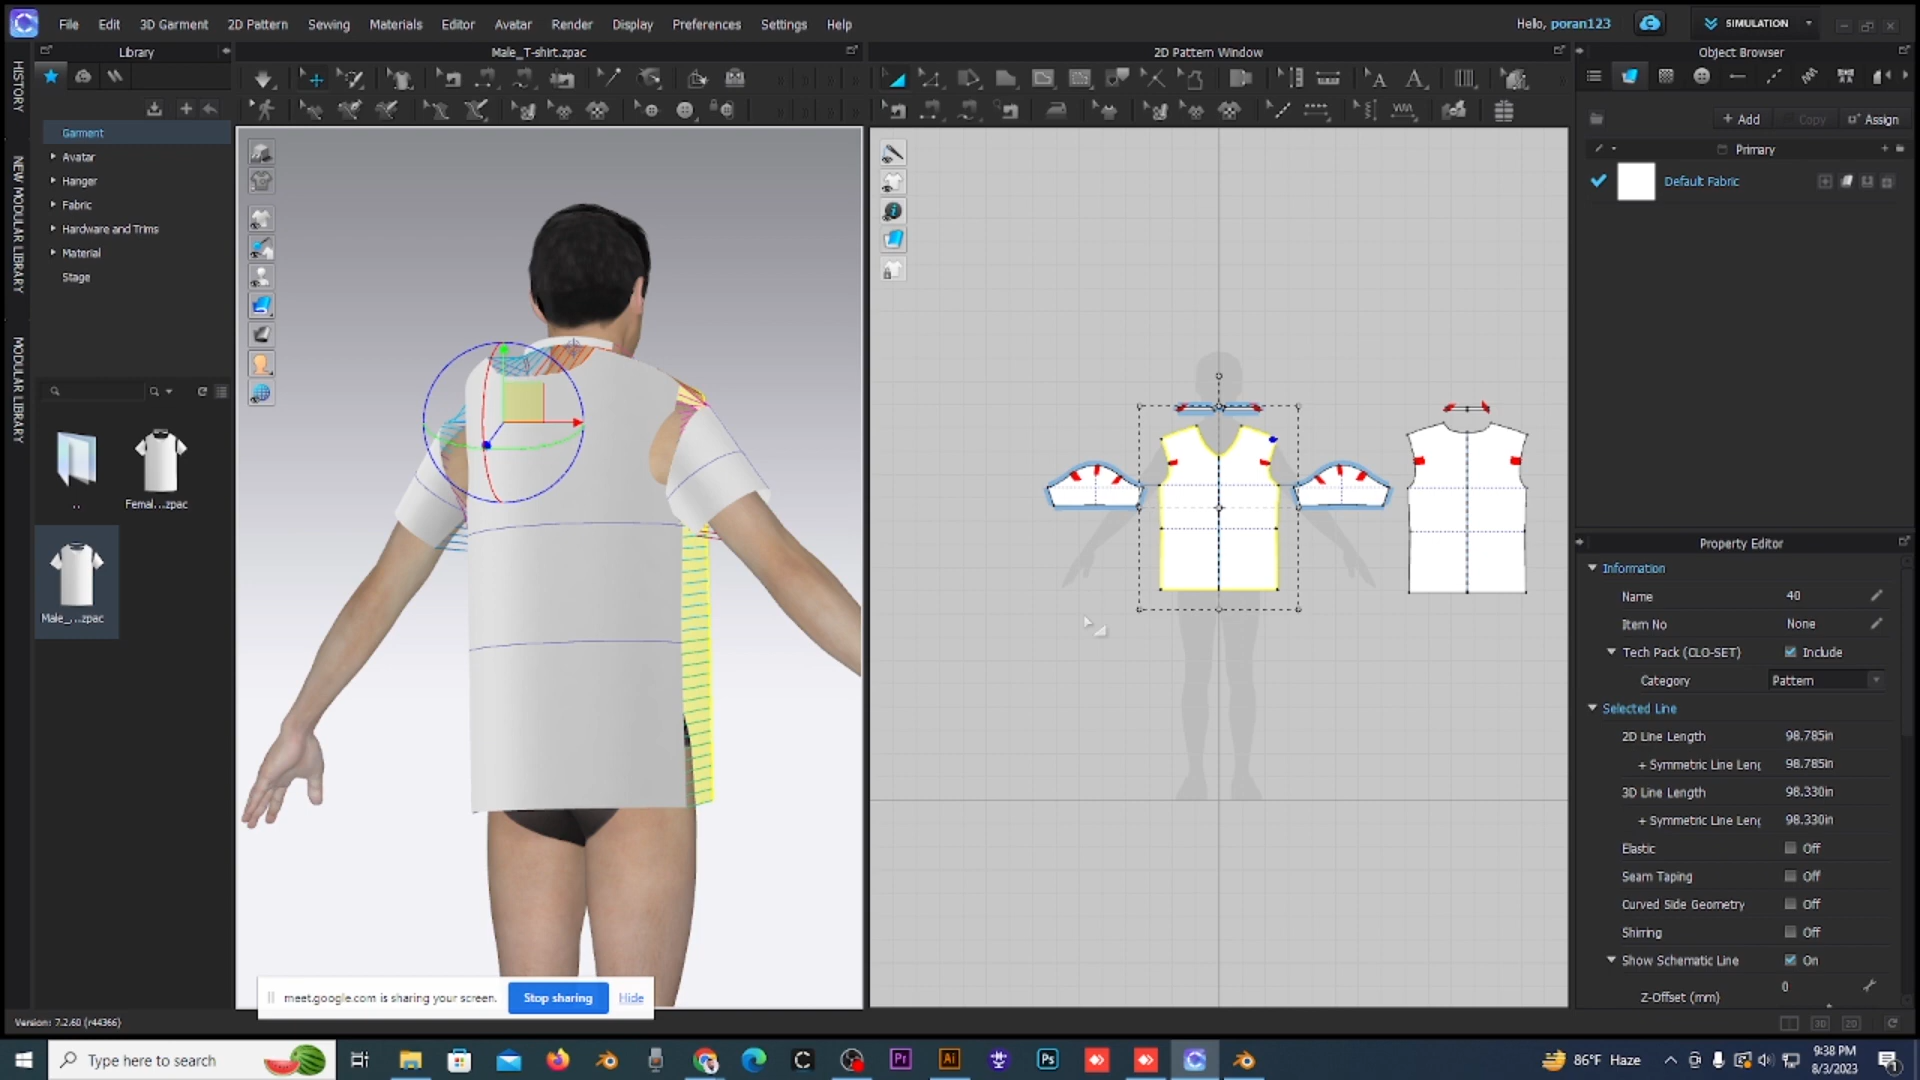 File Edit 3D Garment 2D Pattern Sewing Materials Editor Avatar Render Display Preferences Settings Help
Hello, poran123
SIMULATION
Library
Male_T-shirt.zpac
2D Pattern Window
Object Browser
HISTORY
NEW MODULAR LIBRARY
MODULAR LIBRARY
Garment
Avatar
Hanger
Fabric
Hardware and Trims
Material
Stage
..
Femal...zpac
Male_...zpac
+ Add
Copy
Assign
Primary
Default Fabric
Property Editor
Information
Name 40
Item No None
Tech Pack (CLO-SET) Include
Category Pattern
Selected Line
2D Line Length 98.785in
+ Symmetric Line Leng 98.785in
3D Line Length 98.330in
+ Symmetric Line Leng 98.330in
Elastic Off
Seam Taping Off
Curved Side Geometry Off
Shirring Off
Show Schematic Line On
Z-Offset (mm) 0
meet.google.com is sharing your screen.
Stop sharing
Hide
Version: 7.2.60 (r44366)
3D 2D
Type here to search
Pr
Ai
Ps
86°F Haze
9:38 PM
8/3/2023
1